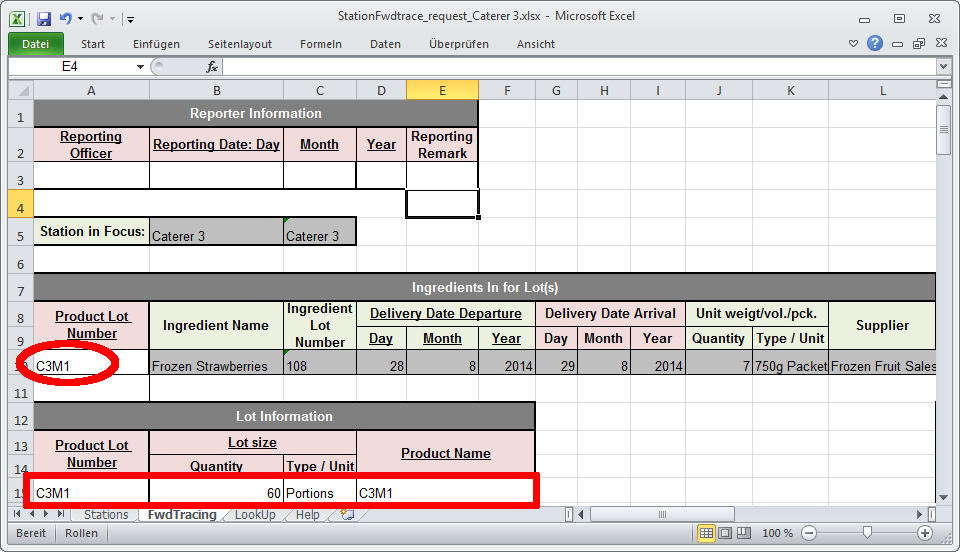 StationFwdtrace_request_Caterer 3.xlsx - Microsoft Excel
Datei Start Einfügen Seitenlayout Formeln Daten Überprüfen Ansicht
E4 fx
A B C D E F G H I J K L
1 Reporter Information
2 Reporting Officer Reporting Date: Day Month Year Reporting Remark
3
4
5 Station in Focus: Caterer 3 Caterer 3
6
7 Ingredients In for Lot(s)
8 Product Lot Number Ingredient Name Ingredient Lot Number Delivery Date Departure Delivery Date Arrival Unit weigt/vol./pck. Supplier
9 Day Month Year Day Month Year Quantity Type / Unit
C3M1 Frozen Strawberries 108 28 8 2014 29 8 2014 7 750g Packet Frozen Fruit Sales
11
12 Lot Information
13 Product Lot Number Lot size Product Name
14 Quantity Type / Unit
15 C3M1 60 Portions C3M1
Stations FwdTracing LookUp Help
Bereit Rollen 100 %